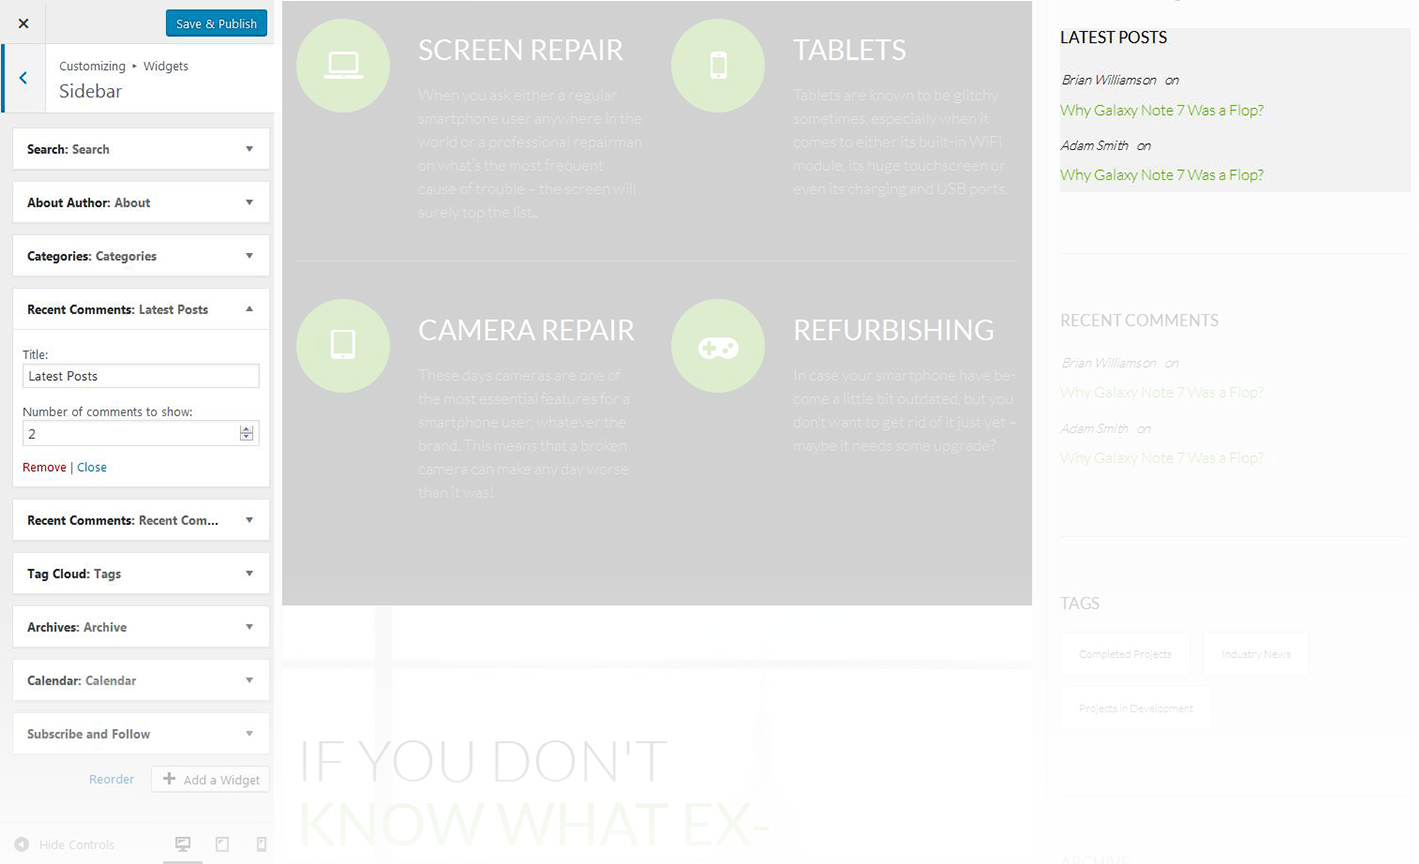 Save & Publish
Customizing ▸ Widgets
Sidebar
Search: Search
About Author: About
Categories: Categories
Recent Comments: Latest Posts
Title:
Latest Posts
Number of comments to show:
2
Remove | Close
Recent Comments: Recent Com...
Tag Cloud: Tags
Archives: Archive
Calendar: Calendar
Subscribe and Follow
Reorder
Add a Widget
Hide Controls
SCREEN REPAIR
When you ask either a regular
smartphone user anywhere in the
world or a professional repairman
on what's the most frequent
cause of trouble – the screen will
surely top the list..
TABLETS
Tablets are known to be glitchy
sometimes, especially when it
comes to either its built-in WiFi
module, its huge touchscreen or
even its charging and USB ports.
CAMERA REPAIR
These days cameras are one of
the most essential features for a
smartphone user, whatever the
brand. This means that a broken
camera can make any day worse
than it was!
REFURBISHING
In case your smartphone have be-
come a little bit outdated, but you
don't want to get rid of it just yet –
maybe it needs some upgrade?
IF YOU DON'T
KNOW WHAT EX-
LATEST POSTS
Brian Williamson on
Why Galaxy Note 7 Was a Flop?
Adam Smith on
Why Galaxy Note 7 Was a Flop?
RECENT COMMENTS
Brian Williamson on
Why Galaxy Note 7 Was a Flop?
Adam Smith on
Why Galaxy Note 7 Was a Flop?
TAGS
Completed Projects
Industry News
Projects in Development
ARCHIVE